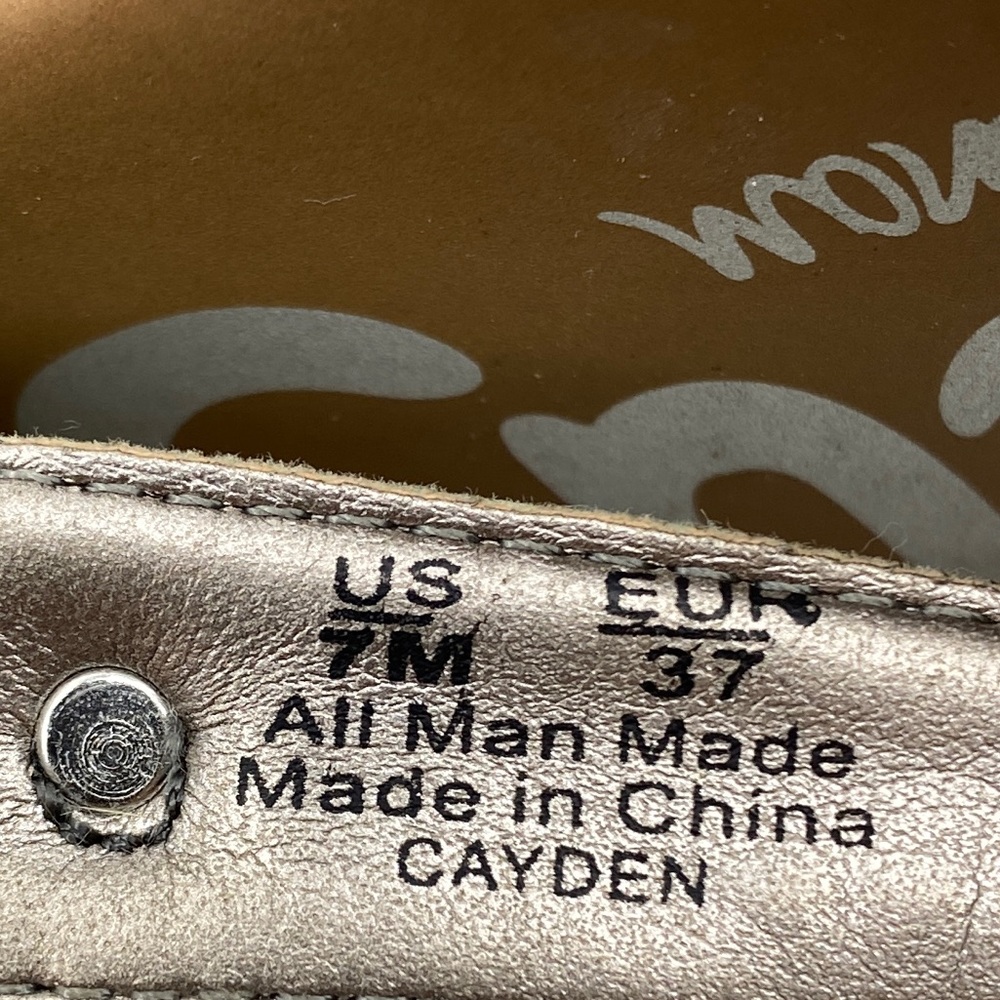 US EUR
7M 37
All Man Made
Made in China
CAYDEN